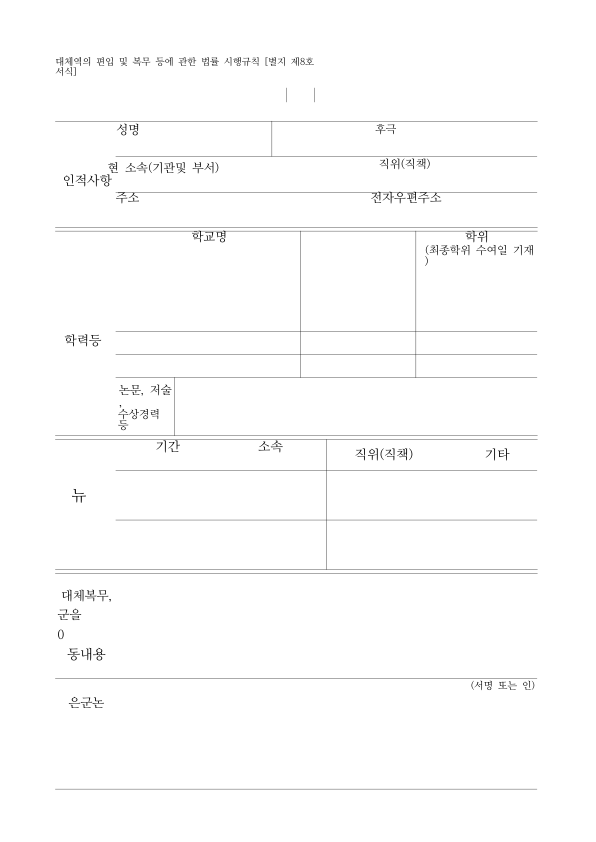 대체역의 편입 및 복무 등에 관한 법률 시행규칙 [별지 제8호
서식]
성명 후극
현 소속(기관및 부서) 직위(직책)
인적사항
주소 전자우편주소
학교명 학위
(최종학위 수여일 기재
)
학력등
논문, 저술
,
수상경력
등
기간 소속 직위(직책) 기타
뉴
대체복무,
군을
0
동내용
(서명 또는 인)
은군논